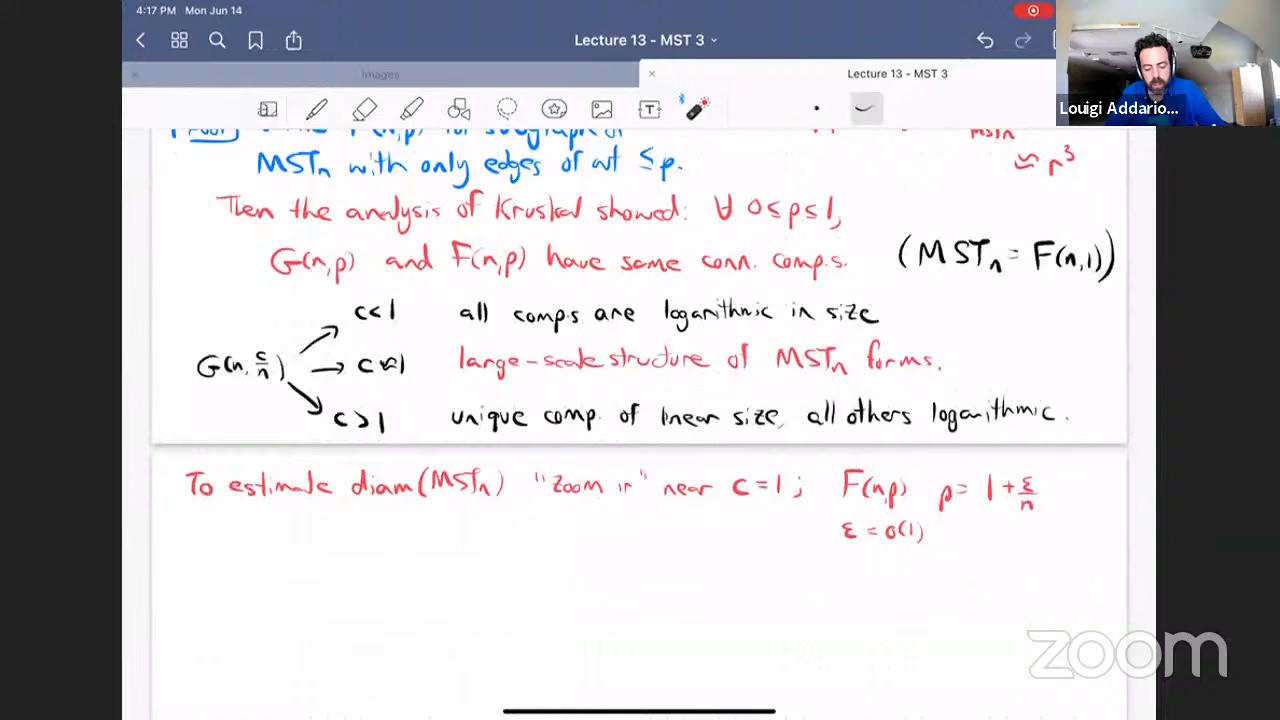 4:17 PM Mon Jun 14
Lecture 13 - MST 3
Images
Lecture 13 - MST 3
Louigi Addario...
MSTn with only edges of wt ≤ p.
MSTn
≈ n^3
Then the analysis of Kruskal showed: ∀ 0≤p≤1,
G(n,p) and F(n,p) have same conn. comps.
(MSTn = F(n,1))
c<1 all comps are logarithmic in size
G(n, c/n) → c≈1 large-scale structure of MSTn forms.
c>1 unique comp. of linear size, all others logarithmic.
To estimate diam(MSTn) "zoom in" near c=1; F(n,p) p= 1+ε/n
ε = o(1)
zoom